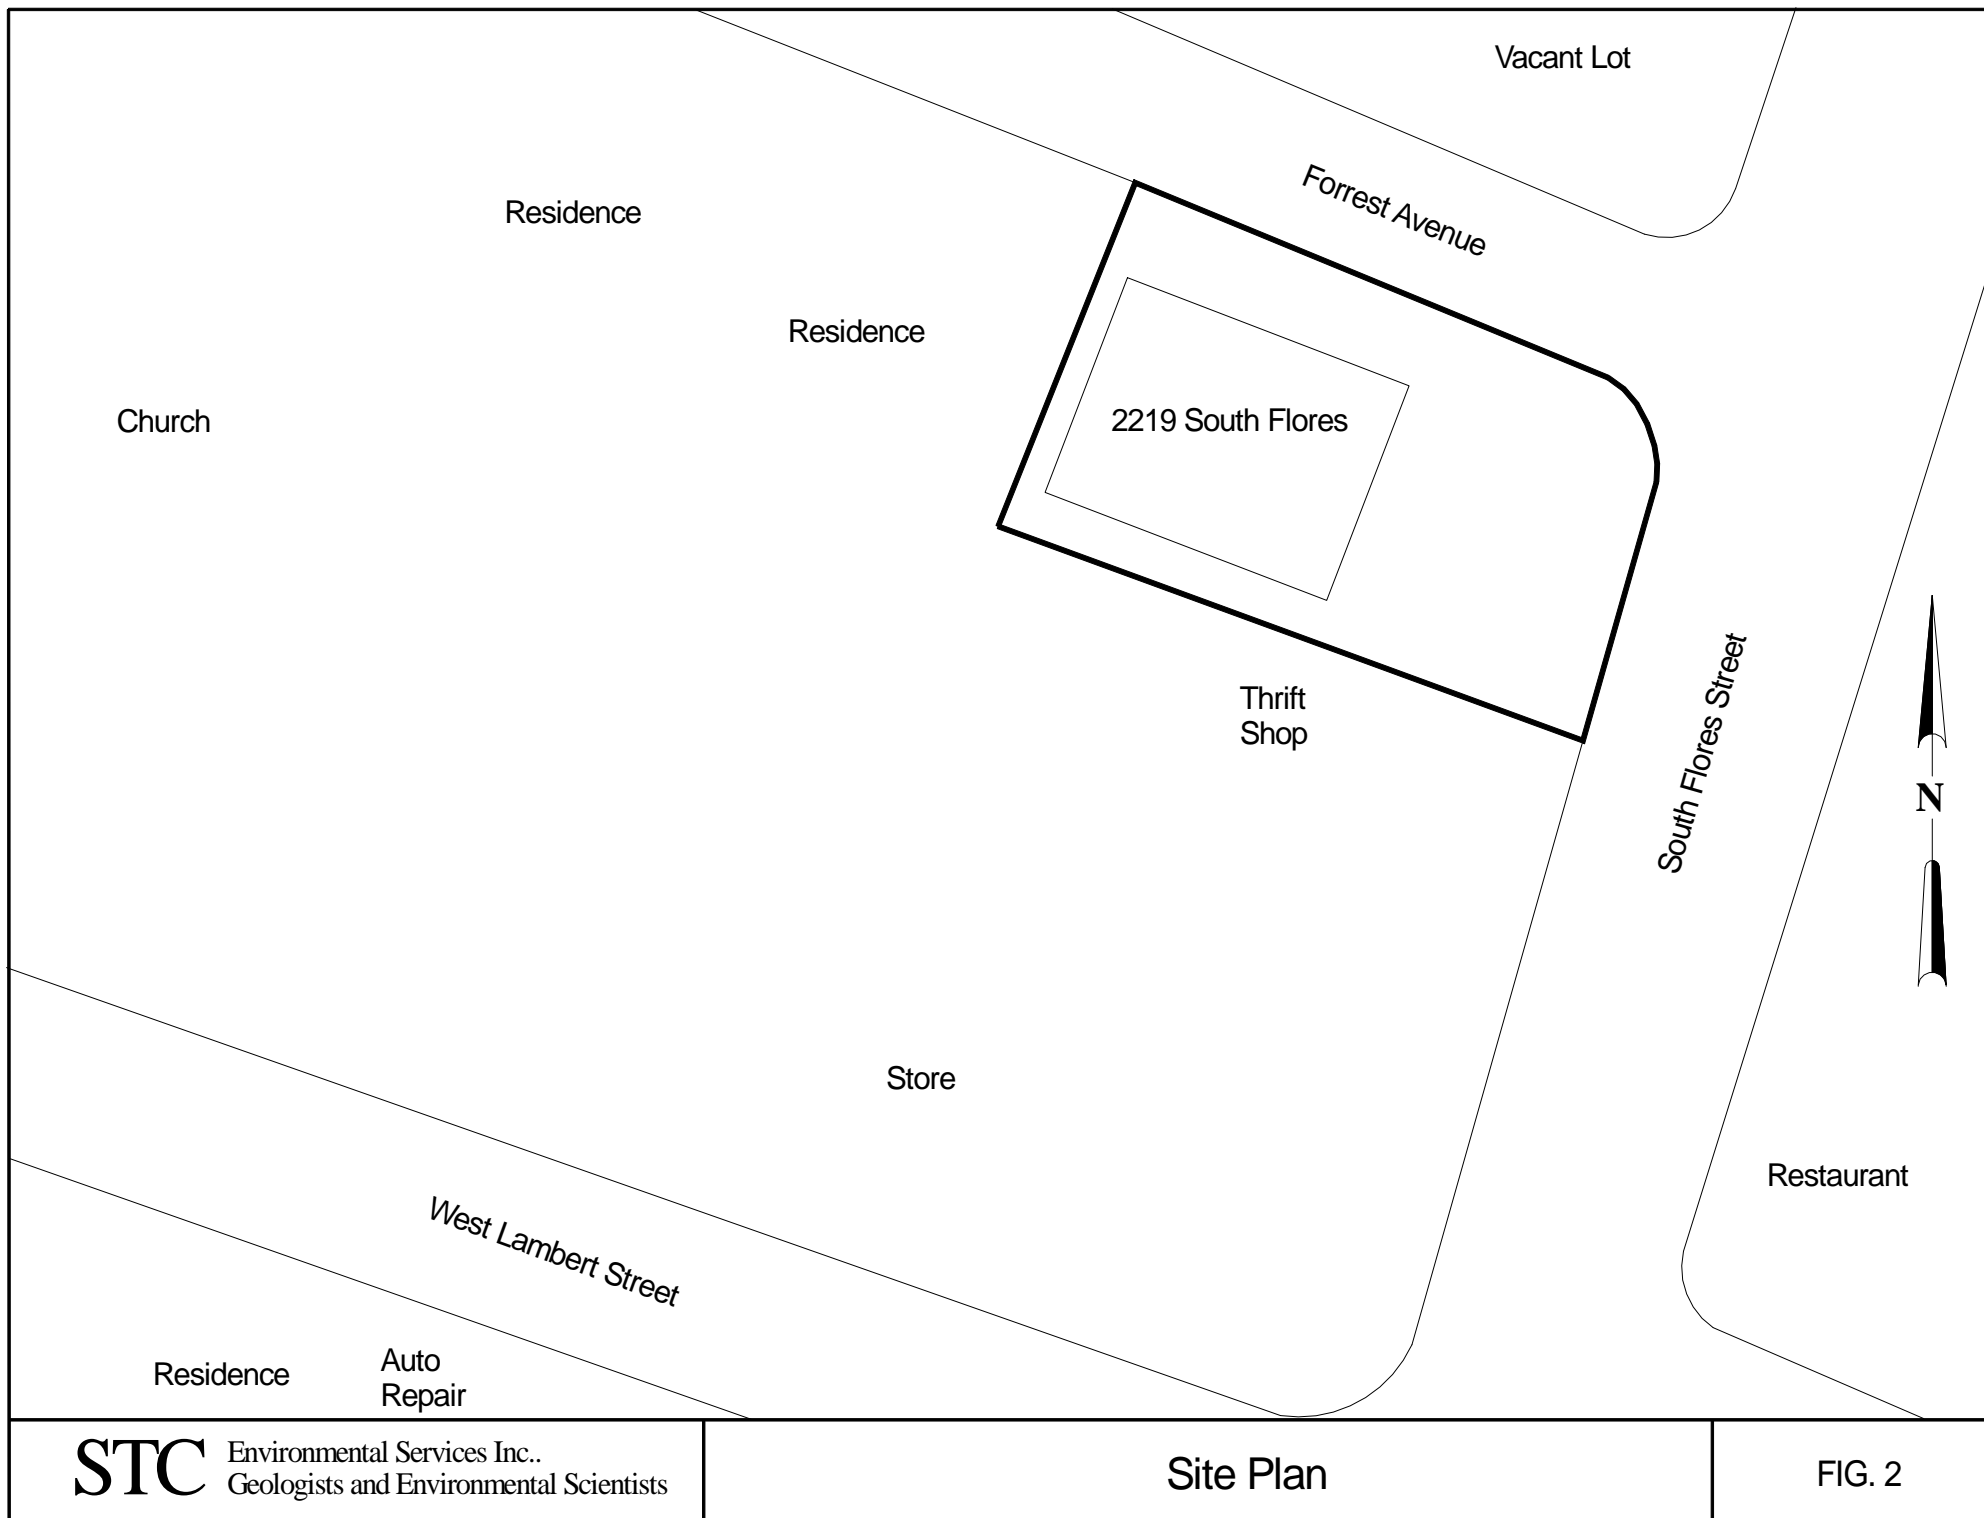 Vacant Lot
Forrest Avenue
Residence
Residence
Church
2219 South Flores
Thrift
Shop
South Flores Street
N
Store
Restaurant
West Lambert Street
Residence
Auto
Repair
STC
Environmental Services Inc..
Geologists and Environmental Scientists
Site Plan
FIG. 2